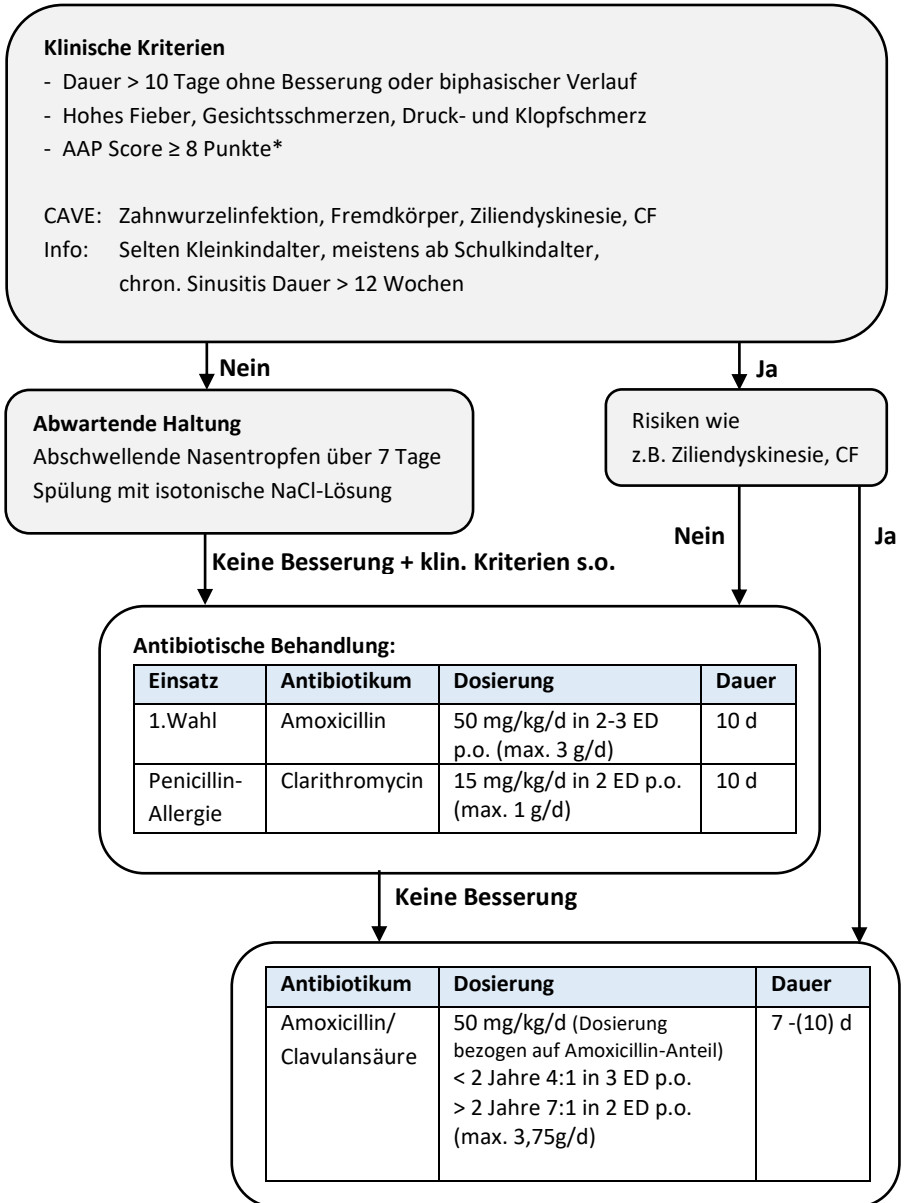 Klinische Kriterien
- Dauer > 10 Tage ohne Besserung oder biphasischer Verlauf
- Hohes Fieber, Gesichtsschmerzen, Druck- und Klopfschmerz
- AAP Score ≥ 8 Punkte*
CAVE: Zahnwurzelinfektion, Fremdkörper, Ziliendyskinesie, CF
Info: Selten Kleinkindalter, meistens ab Schulkindalter,
chron. Sinusitis Dauer > 12 Wochen
Nein
Ja
Abwartende Haltung
Abschwellende Nasentropfen über 7 Tage
Spülung mit isotonische NaCl-Lösung
Risiken wie
z.B. Ziliendyskinesie, CF
Nein
Ja
Keine Besserung + klin. Kriterien s.o.
Antibiotische Behandlung:
Einsatz Antibiotikum Dosierung Dauer
1.Wahl Amoxicillin 50 mg/kg/d in 2-3 ED 10 d
p.o. (max. 3 g/d)
Penicillin- Clarithromycin 15 mg/kg/d in 2 ED p.o. 10 d
Allergie (max. 1 g/d)
Keine Besserung
Antibiotikum Dosierung Dauer
Amoxicillin/ 50 mg/kg/d (Dosierung 7 -(10) d
Clavulansäure bezogen auf Amoxicillin-Anteil)
< 2 Jahre 4:1 in 3 ED p.o.
> 2 Jahre 7:1 in 2 ED p.o.
(max. 3,75g/d)